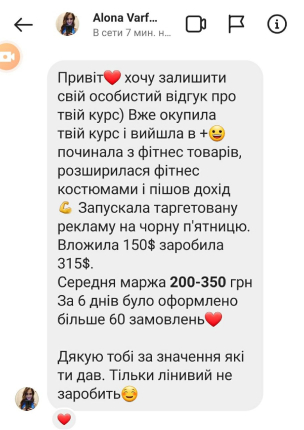 Alona Varf...
В сети 7 мин. н...
Привіт❤️ хочу залишити
свій особистий відгук про
твій курс) Вже окупила
твій курс і вийшла в +😉
починала з фітнес товарів,
розширилася фітнес
костюмами і пішов дохід
💪 Запускала таргетовану
рекламу на чорну п'ятницю.
Вложила 150$ заробила
315$.
Середня маржа 200-350 грн
За 6 днів було оформлено
більше 60 замовлень❤️
Дякую тобі за значення які
ти дав. Тільки лінивий не
заробить☺️